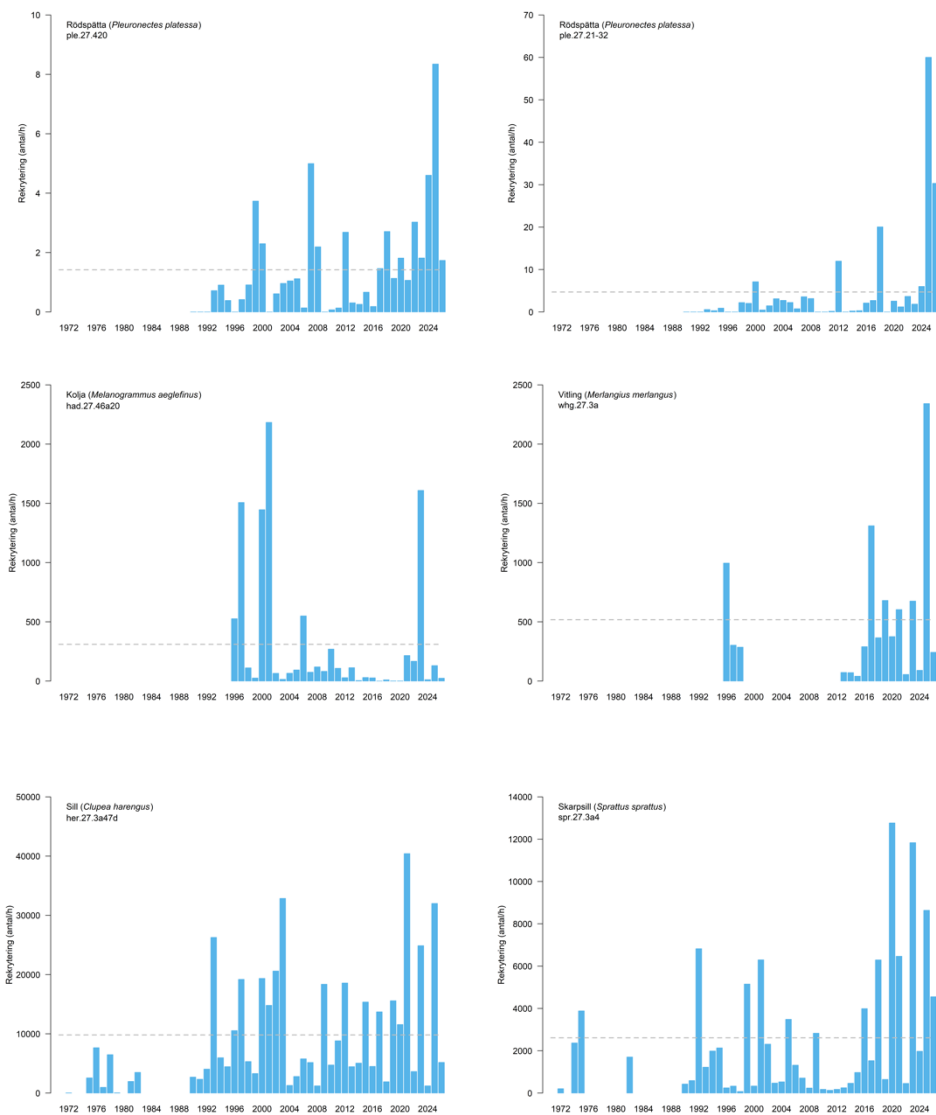 Rödspätta (Pleuronectes platessa)
ple.27.420
Rekrytering (antal/h)
10
8
6
4
2
0
1972 1976 1980 1984 1988 1992 1996 2000 2004 2008 2012 2016 2020 2024
Rödspätta (Pleuronectes platessa)
ple.27.21-32
Rekrytering (antal/h)
70
60
50
40
30
20
10
0
1972 1976 1980 1984 1988 1992 1996 2000 2004 2008 2012 2016 2020 2024
Kolja (Melanogrammus aeglefinus)
had.27.46a20
Rekrytering (antal/h)
2500
2000
1500
1000
500
0
1972 1976 1980 1984 1988 1992 1996 2000 2004 2008 2012 2016 2020 2024
Vitling (Merlangius merlangus)
whg.27.3a
Rekrytering (antal/h)
2500
2000
1500
1000
500
0
1972 1976 1980 1984 1988 1992 1996 2000 2004 2008 2012 2016 2020 2024
Sill (Clupea harengus)
her.27.3a47d
Rekrytering (antal/h)
50000
40000
30000
20000
10000
0
1972 1976 1980 1984 1988 1992 1996 2000 2004 2008 2012 2016 2020 2024
Skarpsill (Sprattus sprattus)
spr.27.3a4
Rekrytering (antal/h)
14000
12000
10000
8000
6000
4000
2000
0
1972 1976 1980 1984 1988 1992 1996 2000 2004 2008 2012 2016 2020 2024